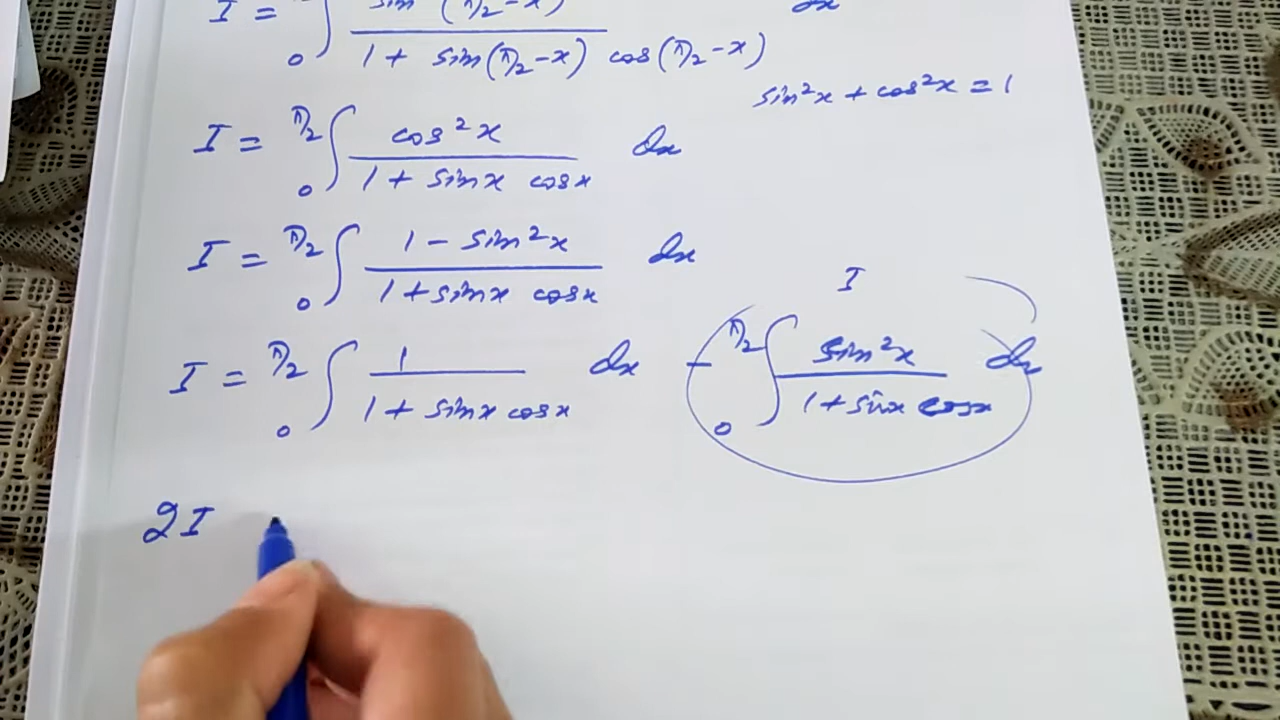 I = ∫₀ sin (π/2 - x) dx
1 + sin(π/2 - x) cos(π/2 - x)
sin²x + cos²x = 1
I = ∫₀^π/2 cos²x / (1 + sinx cosx) dx
I = ∫₀^π/2 (1 - sin²x) / (1 + sinx cosx) dx
I
I = ∫₀^π/2 1 / (1 + sinx cosx) dx - ∫₀^π/2 sin²x / (1 + sinx cosx) dx
2I